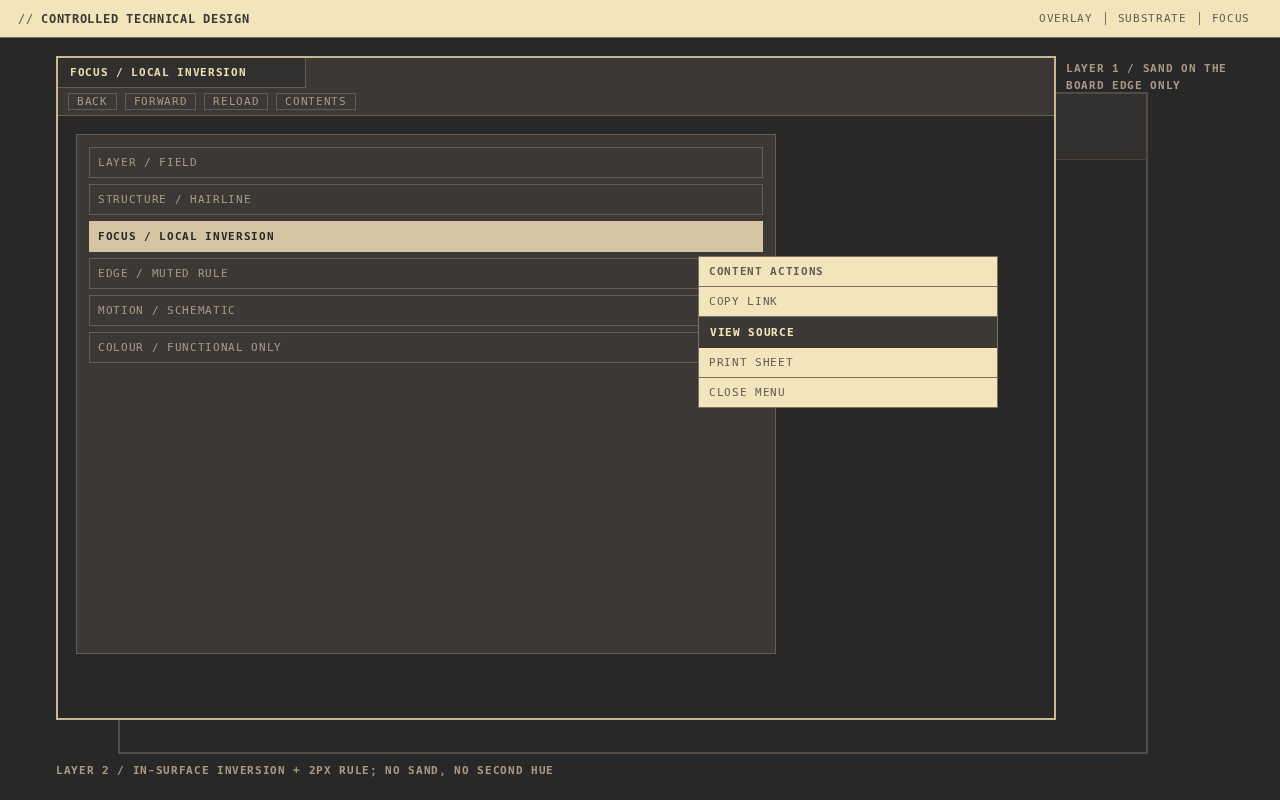 // CONTROLLED TECHNICAL DESIGN
OVERLAY | SUBSTRATE | FOCUS
FOCUS / LOCAL INVERSION
LAYER 1 / SAND ON THE
BOARD EDGE ONLY
BACK FORWARD RELOAD CONTENTS
LAYER / FIELD
STRUCTURE / HAIRLINE
FOCUS / LOCAL INVERSION
EDGE / MUTED RULE
MOTION / SCHEMATIC
COLOUR / FUNCTIONAL ONLY
CONTENT ACTIONS
COPY LINK
VIEW SOURCE
PRINT SHEET
CLOSE MENU
LAYER 2 / IN-SURFACE INVERSION + 2PX RULE; NO SAND, NO SECOND HUE